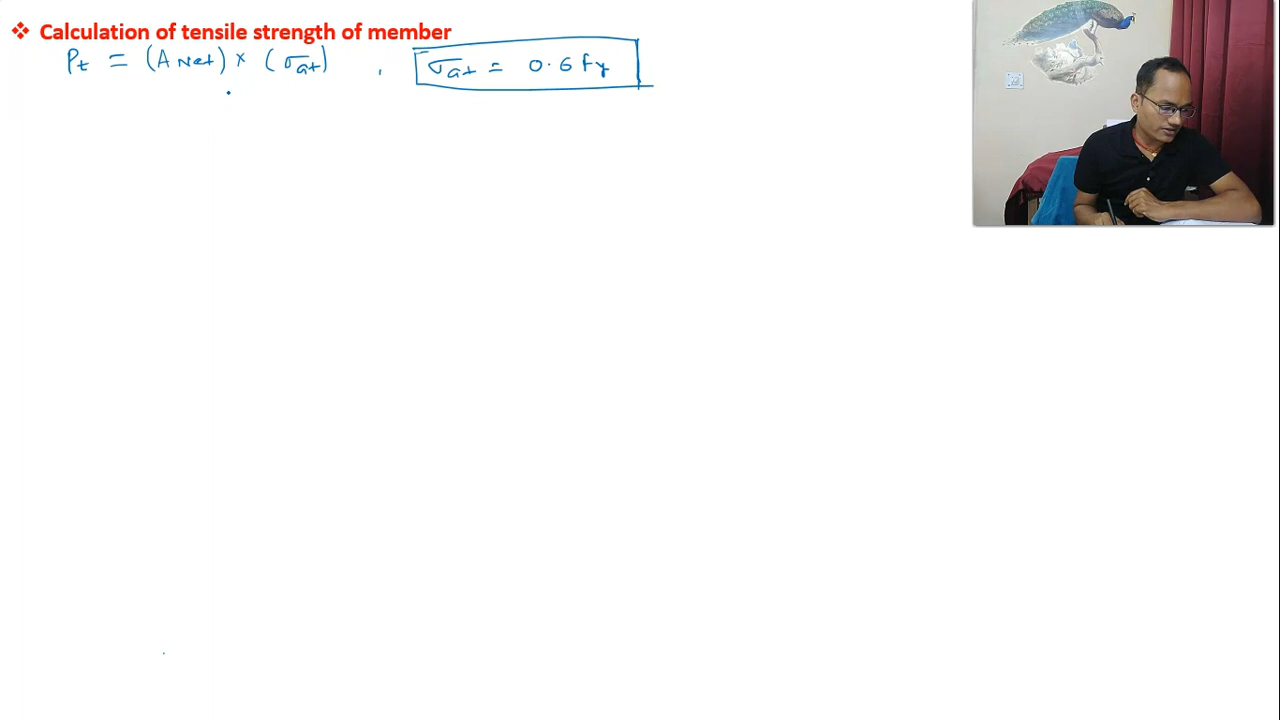 ❖ Calculation of tensile strength of member
Pt = (A Net) × (σat) , σat = 0.6 fy